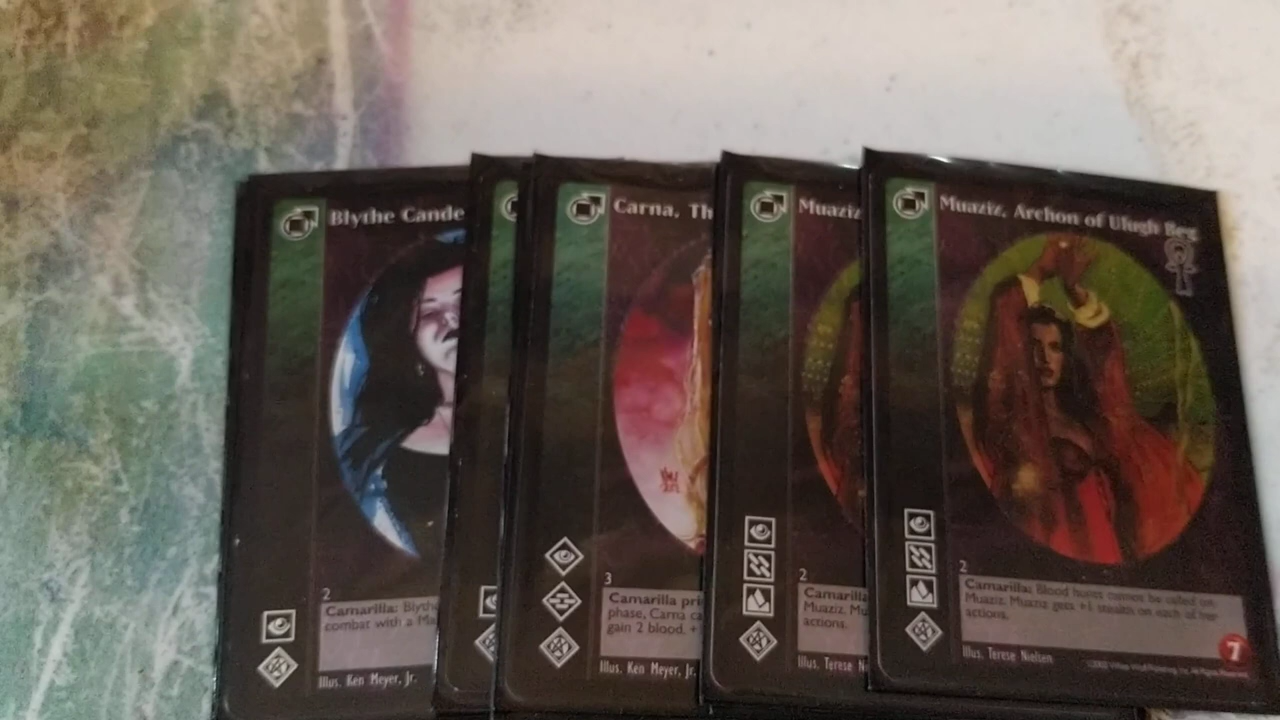 Blythe Cande
2
Camarilla: Blythe
combat with a Ma
Illus. Ken Meyer, Jr.
Carna, Th
3
Camarilla pri
phase, Carna ca
gain 2 blood. +
Illus. Ken Meyer, Jr.
Muaziz
2
Camarilla
Muaziz. Mu
actions.
Illus. Terese N
Muaziz, Archon of Ulugh Beg
2
Camarilla: Blood hunts cannot be called on
Muaziz. Muaziz gets +1 stealth on each of her
actions.
Illus. Terese Nielsen
7